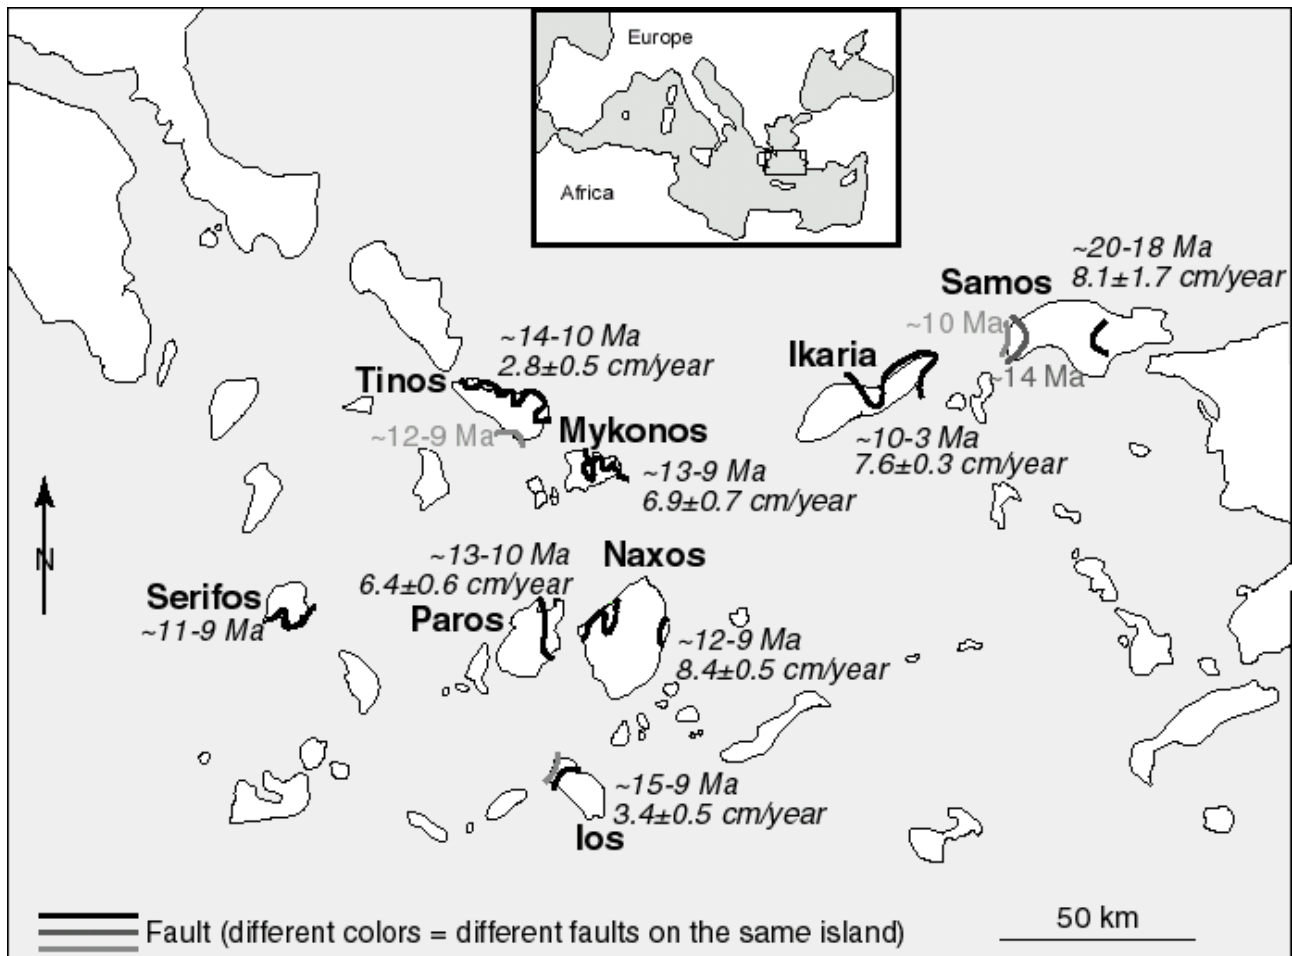 Europe
Africa
~20-18 Ma
Samos 8.1±1.7 cm/year
~10 Ma
~14 Ma
~14-10 Ma
2.8±0.5 cm/year
Tinos
~12-9 Ma
Ikaria
~10-3 Ma
7.6±0.3 cm/year
Mykonos
~13-9 Ma
6.9±0.7 cm/year
N
~13-10 Ma
6.4±0.6 cm/year
Paros
Naxos
~12-9 Ma
8.4±0.5 cm/year
Serifos
~11-9 Ma
~15-9 Ma
3.4±0.5 cm/year
Ios
Fault (different colors = different faults on the same island)
50 km